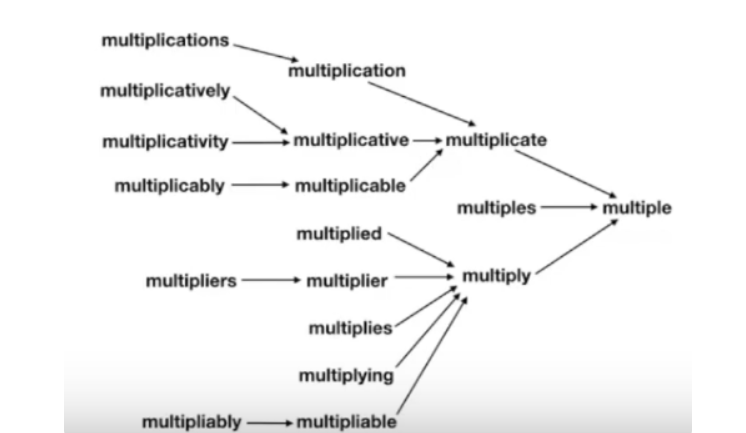 multiplications
multiplication
multiplicatively
multiplicativity multiplicative multiplicate
multiplicably multiplicable
multiples multiple
multiplied
multipliers multiplier multiply
multiplies
multiplying
multipliably multipliable